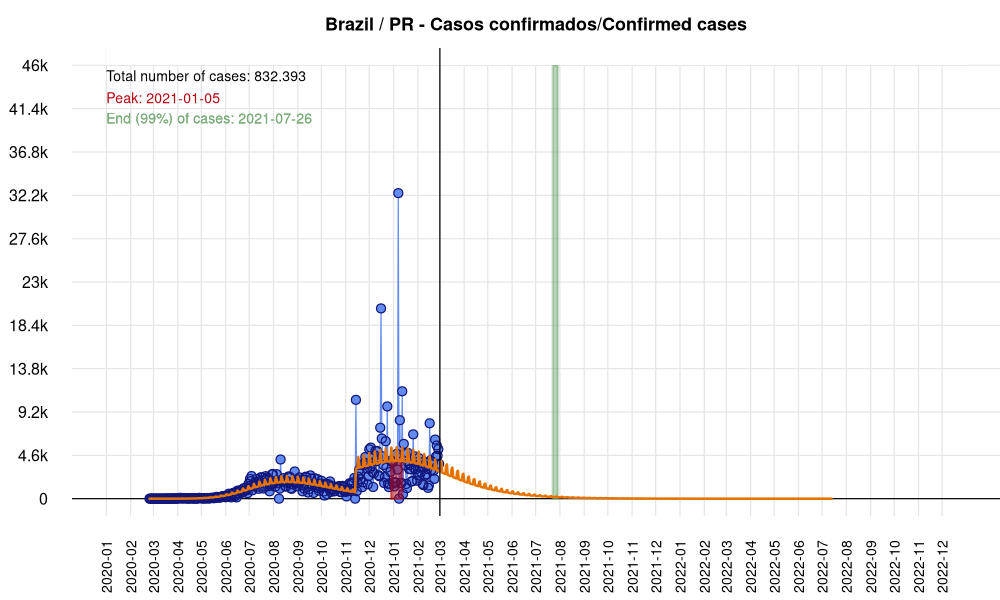 Brazil / PR - Casos confirmados/Confirmed cases
Total number of cases: 832.393
Peak: 2021-01-05
End (99%) of cases: 2021-07-26
46k
41.4k
36.8k
32.2k
27.6k
23k
18.4k
13.8k
9.2k
4.6k
0
2020-01
2020-02
2020-03
2020-04
2020-05
2020-06
2020-07
2020-08
2020-09
2020-10
2020-11
2020-12
2021-01
2021-02
2021-03
2021-04
2021-05
2021-06
2021-07
2021-08
2021-09
2021-10
2021-11
2021-12
2022-01
2022-02
2022-03
2022-04
2022-05
2022-06
2022-07
2022-08
2022-09
2022-10
2022-11
2022-12